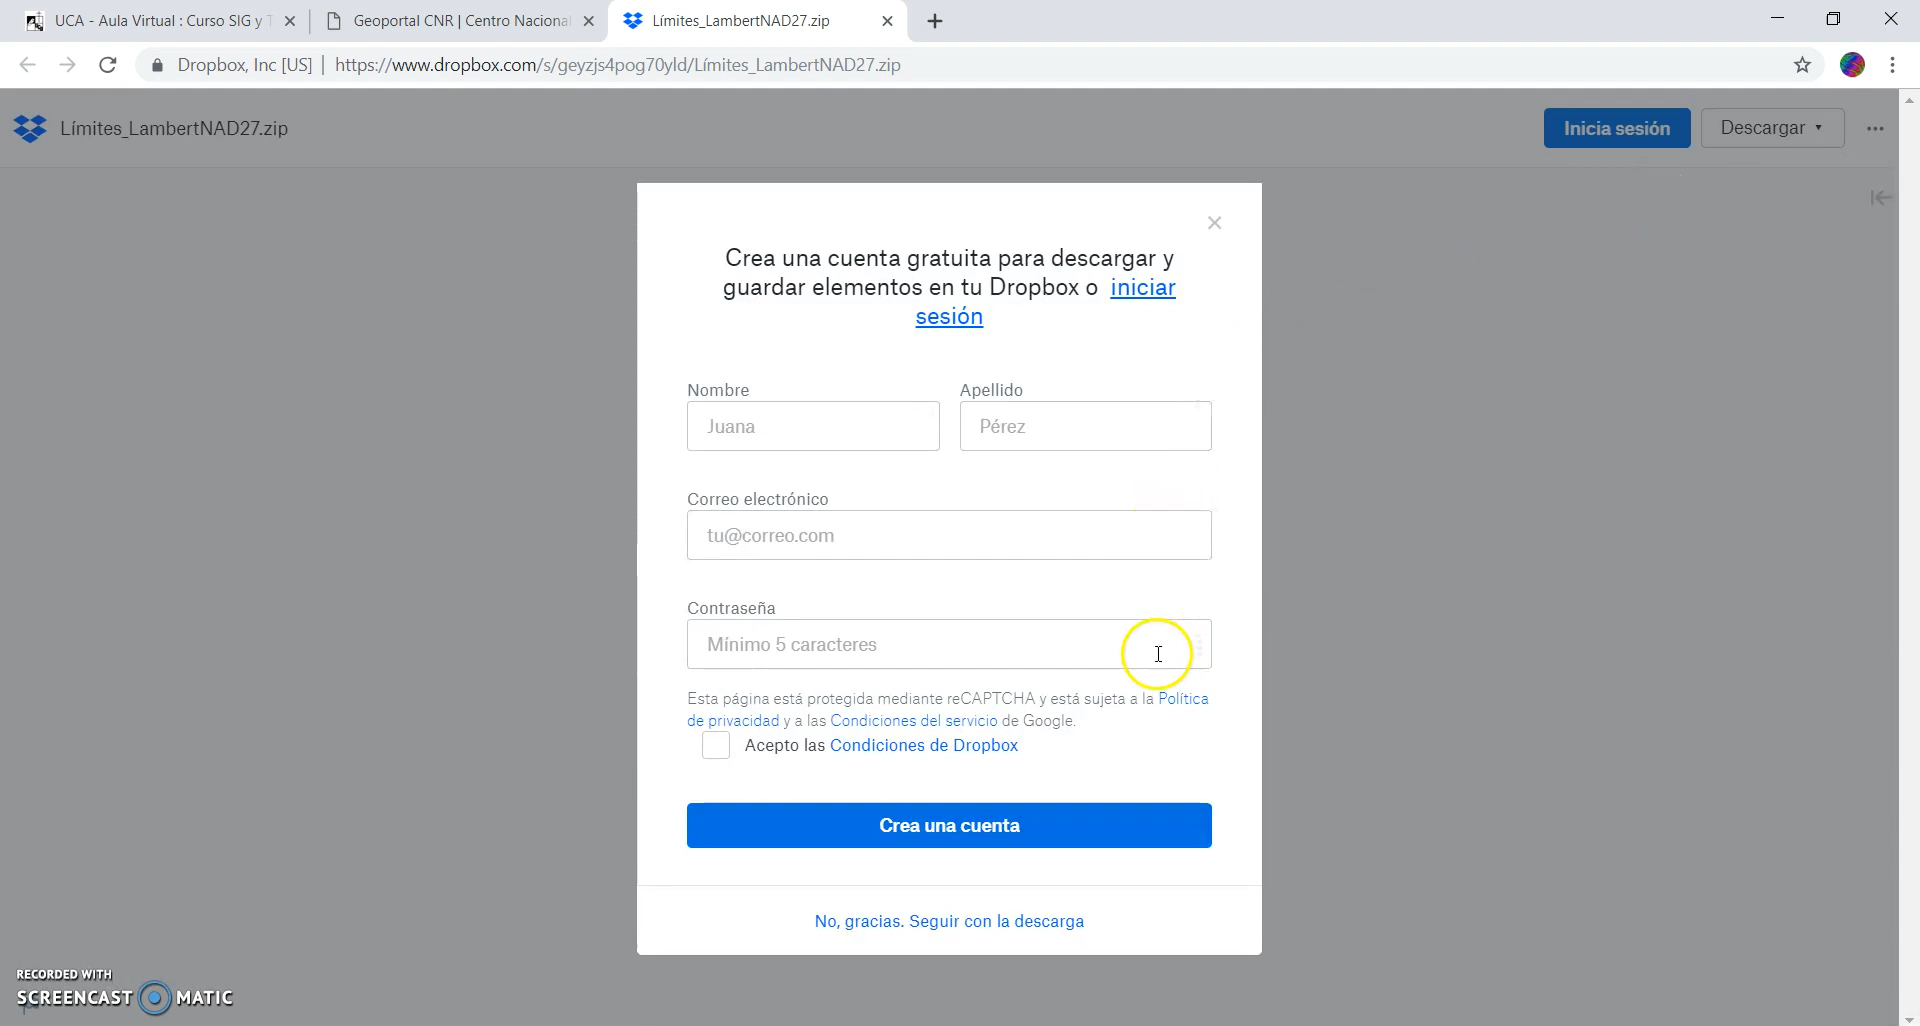 UCA - Aula Virtual : Curso SIG y T
Geoportal CNR | Centro Nacional
Límites_LambertNAD27.zip
Dropbox, Inc [US] | https://www.dropbox.com/s/geyzjs4pog70yld/Límites_LambertNAD27.zip
Límites_LambertNAD27.zip
Inicia sesión
Descargar
Crea una cuenta gratuita para descargar y
guardar elementos en tu Dropbox o iniciar
sesión
Nombre
Apellido
Juana
Pérez
Correo electrónico
tu@correo.com
Contraseña
Mínimo 5 caracteres
Esta página está protegida mediante reCAPTCHA y está sujeta a la Política
de privacidad y a las Condiciones del servicio de Google.
Acepto las Condiciones de Dropbox
Crea una cuenta
No, gracias. Seguir con la descarga
RECORDED WITH
SCREENCAST MATIC